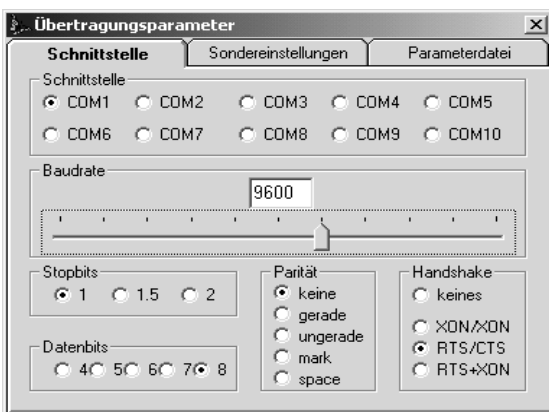 Übertragungsparameter
Schnittstelle Sondereinstellungen Parameterdatei
Schnittstelle
COM1 COM2 COM3 COM4 COM5
COM6 COM7 COM8 COM9 COM10
Baudrate
9600
Stopbits
1 1.5 2
Datenbits
4 5 6 7 8
Parität
keine
gerade
ungerade
mark
space
Handshake
keines
XON/XON
RTS/CTS
RTS+XON